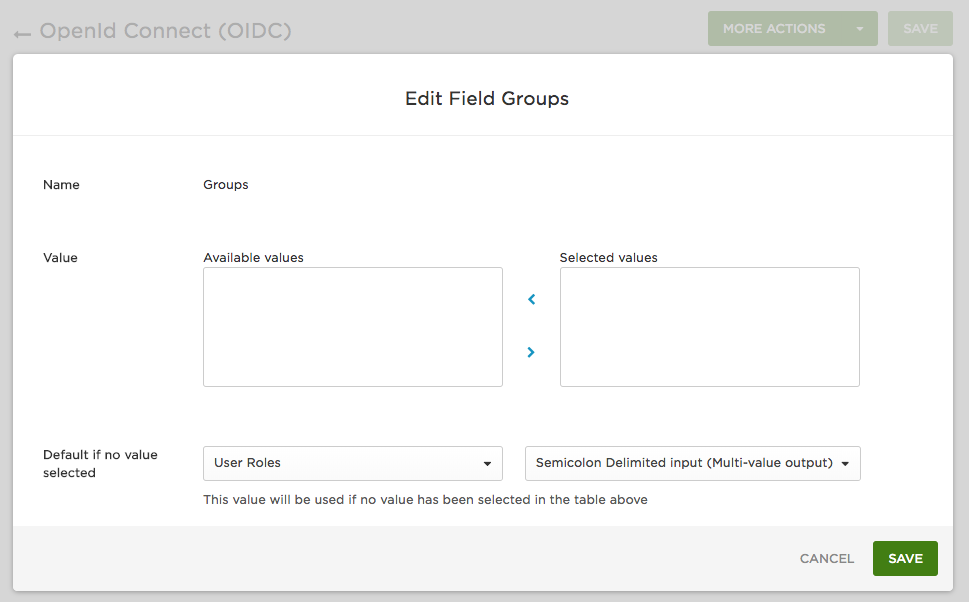 OpenId Connect (OIDC)
MORE ACTIONS
SAVE
Edit Field Groups
Name
Groups
Value
Available values
Selected values
Default if no value
selected
User Roles
Semicolon Delimited input (Multi-value output)
This value will be used if no value has been selected in the table above
CANCEL
SAVE